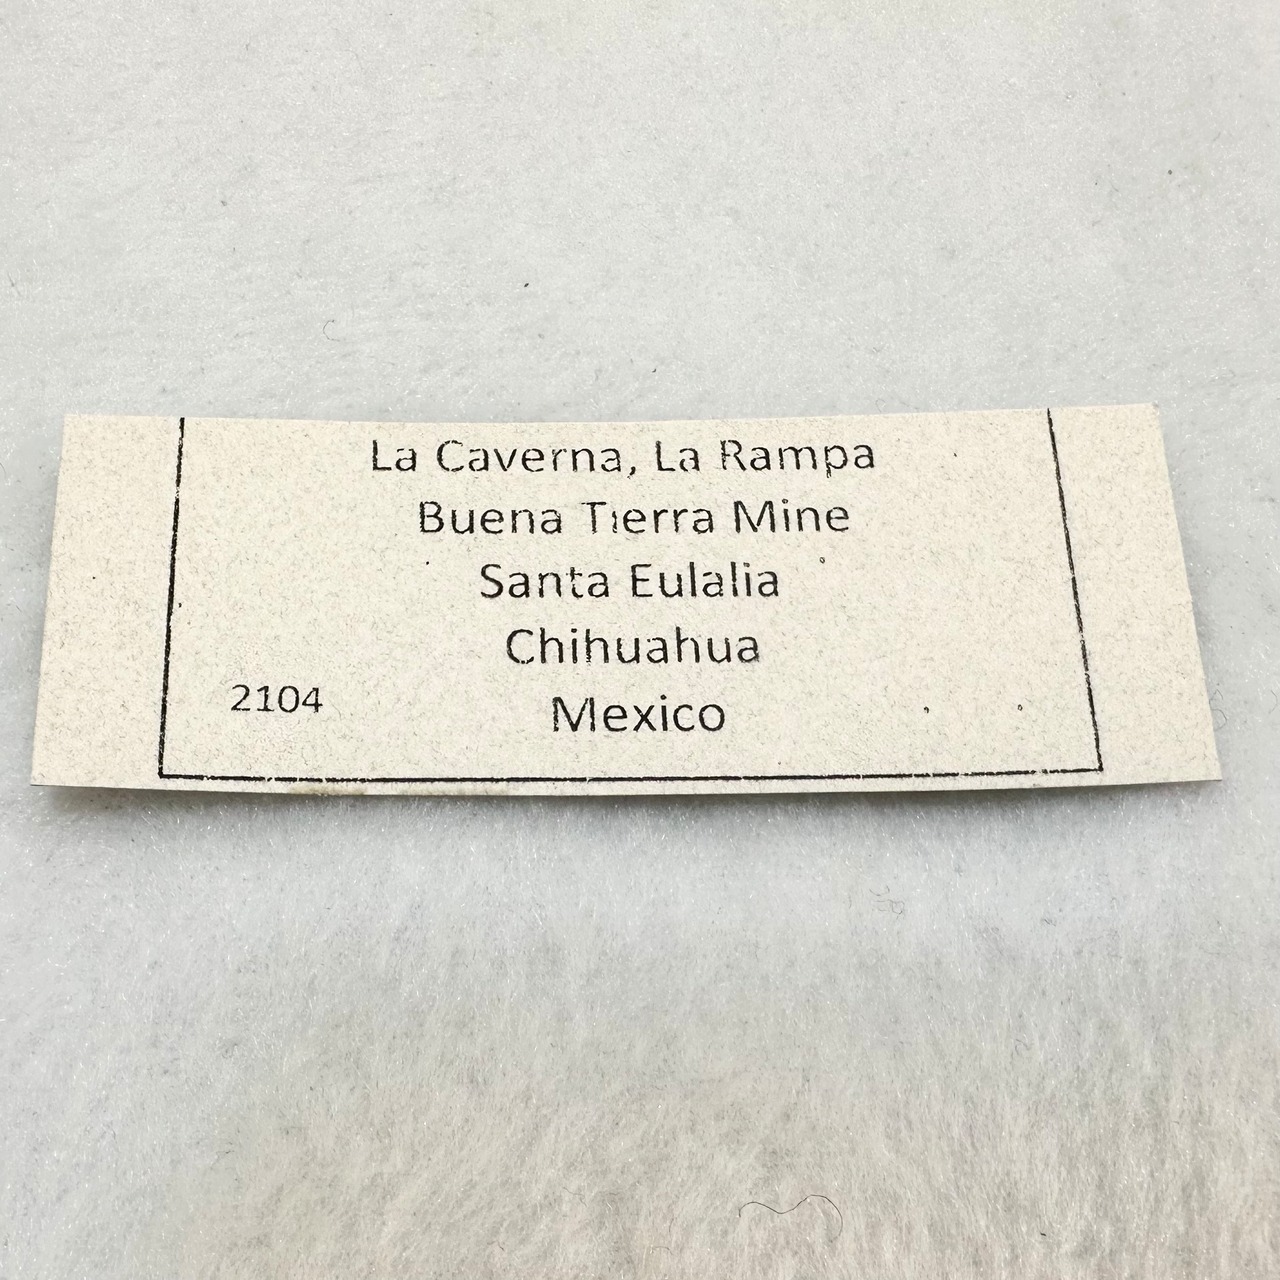 La Caverna, La Rampa
Buena Tierra Mine
Santa Eulalia
Chihuahua
2104
Mexico